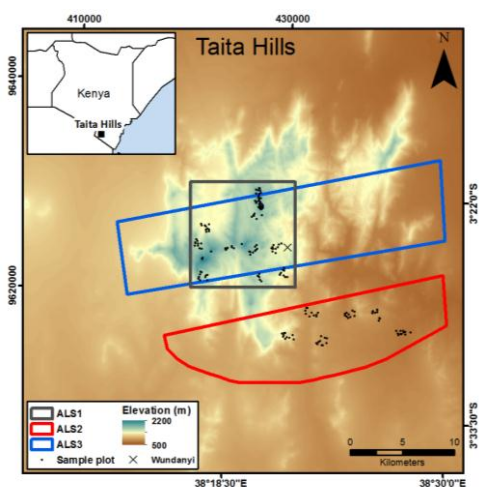 410000 430000
Taita Hills
N
Kenya
Taita Hills
9640000
3°22'0"S
9620000
3°33'30"S
ALS1
ALS2
ALS3
Sample plot
Elevation (m)
2200
500
Wundanyi
0 5 10
Kilometers
38°18'30"E 38°30'0"E